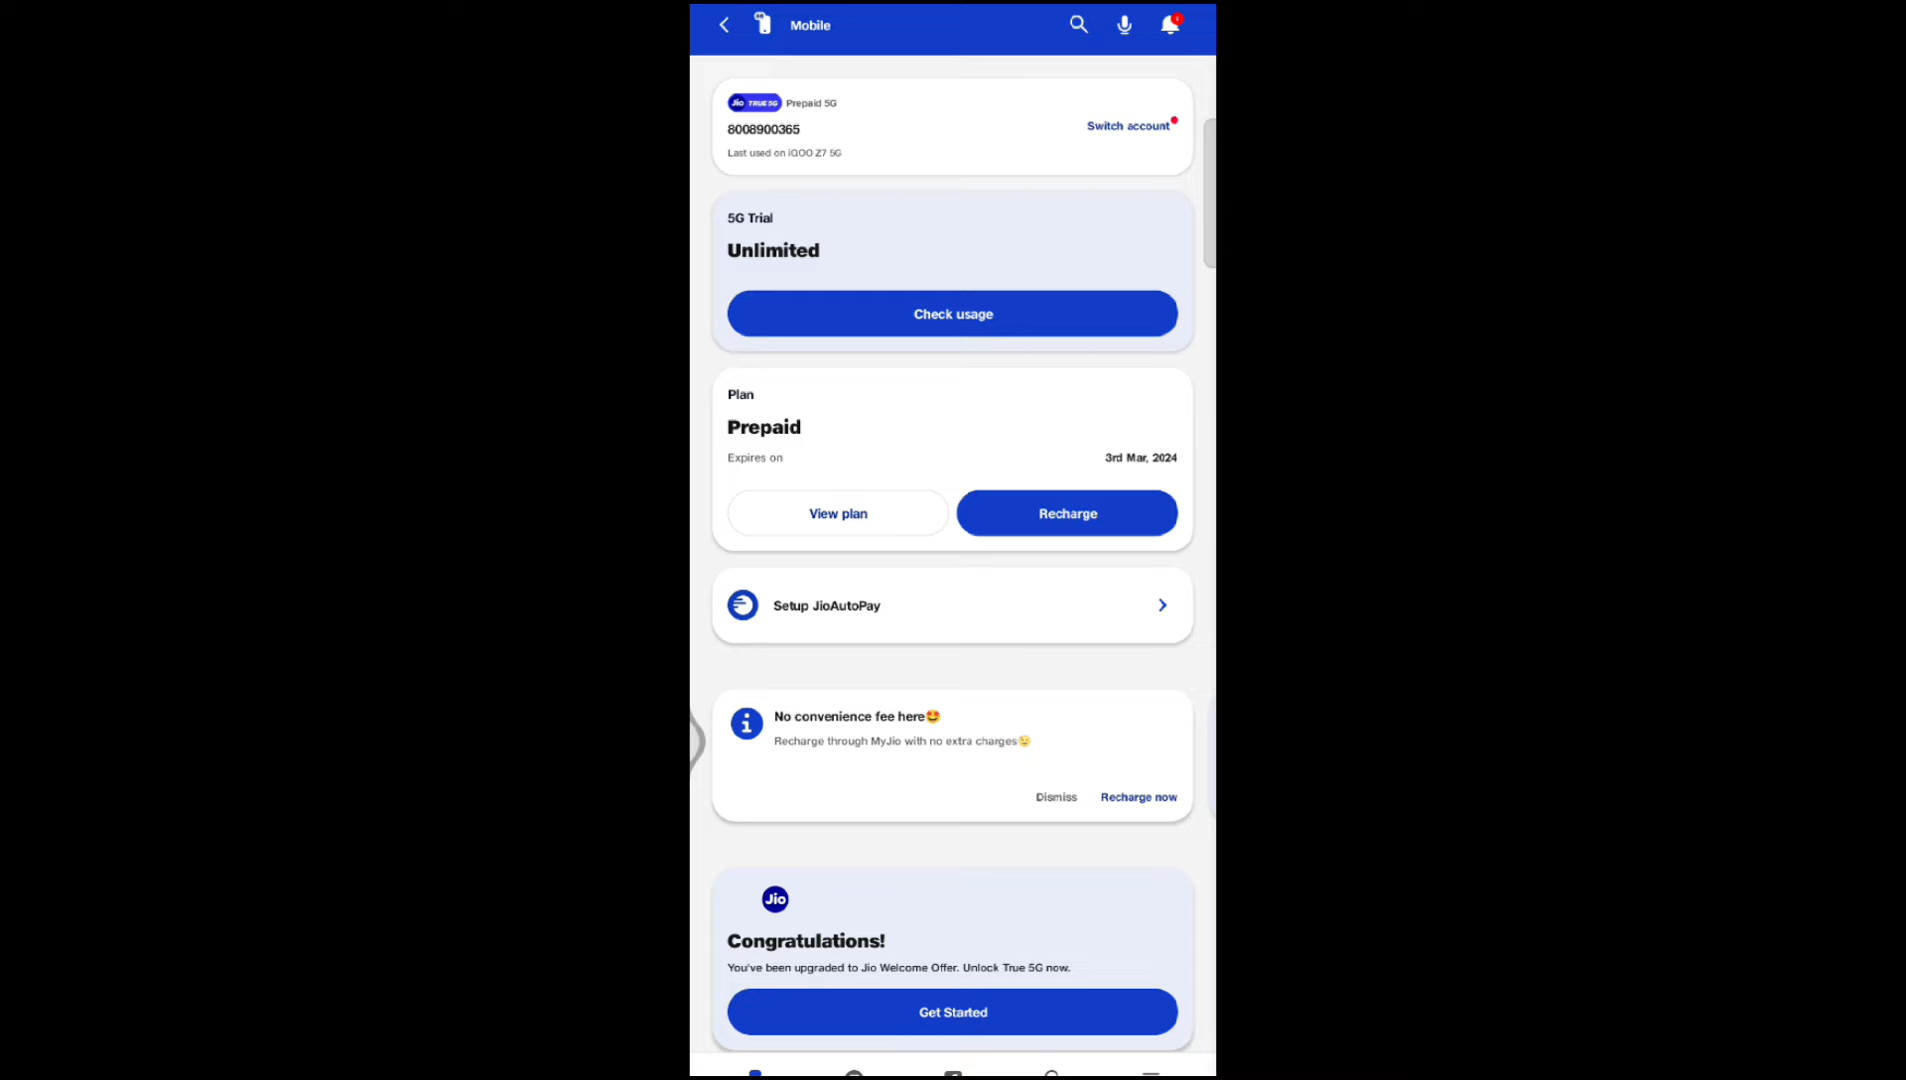 Mobile
Jio TRUE 5G Prepaid 5G
8008900365
Switch account
Last used on iQOO Z7 5G
5G Trial
Unlimited
Check usage
Plan
Prepaid
Expires on 3rd Mar, 2024
View plan Recharge
Setup JioAutoPay
No convenience fee here🤩
Recharge through MyJio with no extra charges😉
Dismiss Recharge now
Jio
Congratulations!
You've been upgraded to Jio Welcome Offer. Unlock True 5G now.
Get Started